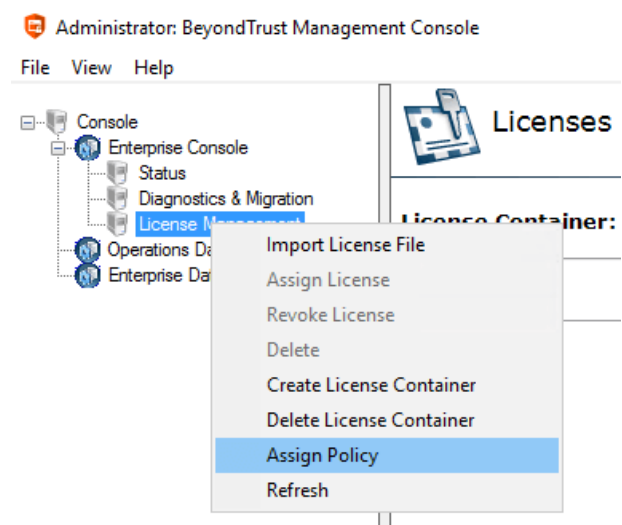 Administrator: BeyondTrust Management Console
File View Help
Console
Enterprise Console
Status
Diagnostics & Migration
License Management
Operations Da
Enterprise Dat
Licenses
License Container:
Import License File
Assign License
Revoke License
Delete
Create License Container
Delete License Container
Assign Policy
Refresh